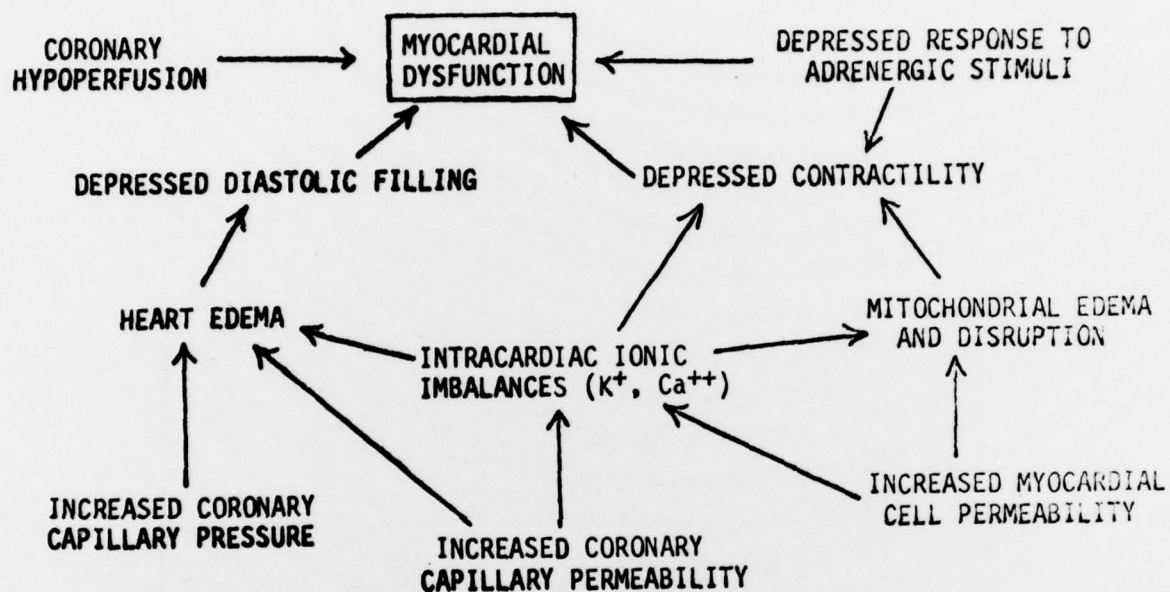 CORONARY
HYPOPERFUSION
MYOCARDIAL
DYSFUNCTION
DEPRESSED RESPONSE TO
ADRENERGIC STIMULI
DEPRESSED DIASTOLIC FILLING
DEPRESSED CONTRACTILITY
HEART EDEMA
INTRACARDIAC IONIC
IMBALANCES (K⁺, Ca⁺⁺)
MITOCHONDRIAL EDEMA
AND DISRUPTION
INCREASED CORONARY
CAPILLARY PRESSURE
INCREASED CORONARY
CAPILLARY PERMEABILITY
INCREASED MYOCARDIAL
CELL PERMEABILITY